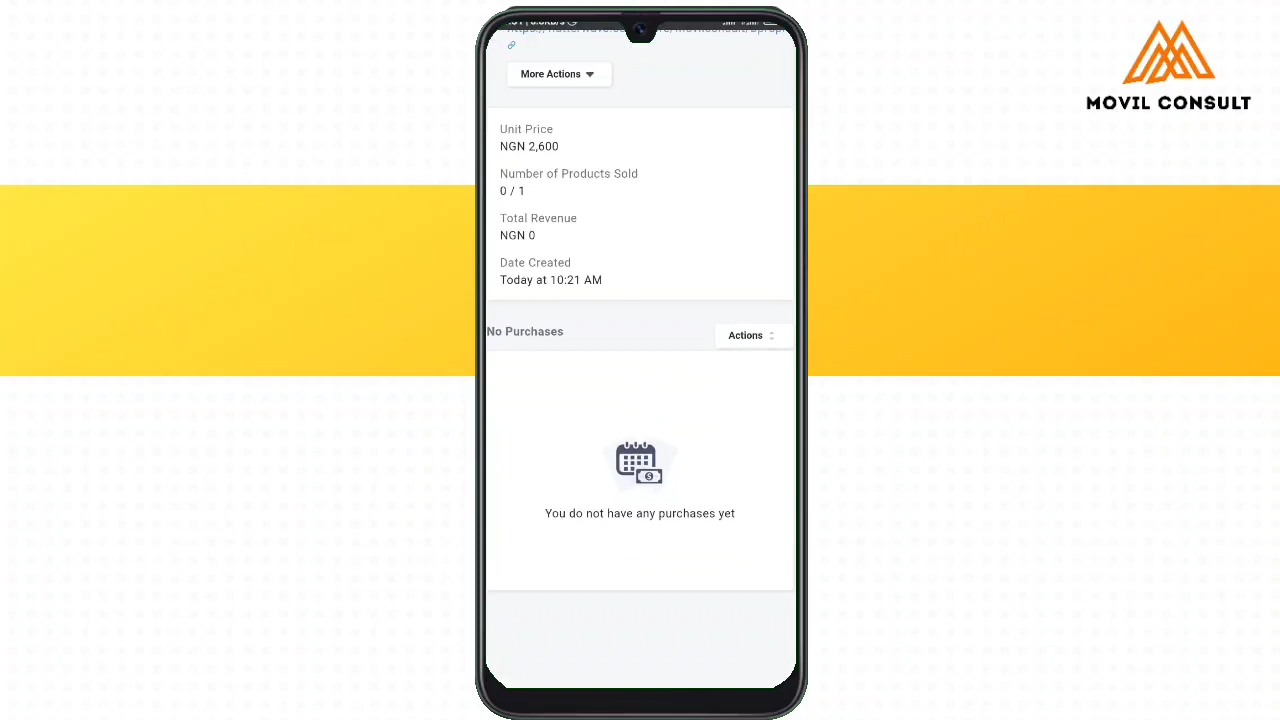 More Actions
MOVIL CONSULT
Unit Price
NGN 2,600
Number of Products Sold
0 / 1
Total Revenue
NGN 0
Date Created
Today at 10:21 AM
No Purchases
Actions
You do not have any purchases yet